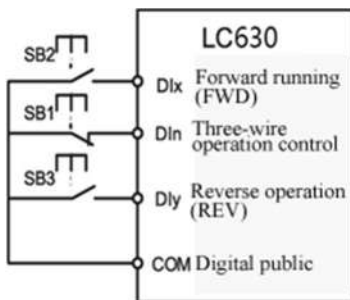 LC630
SB2
DIx Forward running
(FWD)
SB1
DIn Three-wire
operation control
SB3
DIy Reverse operation
(REV)
COM Digital public